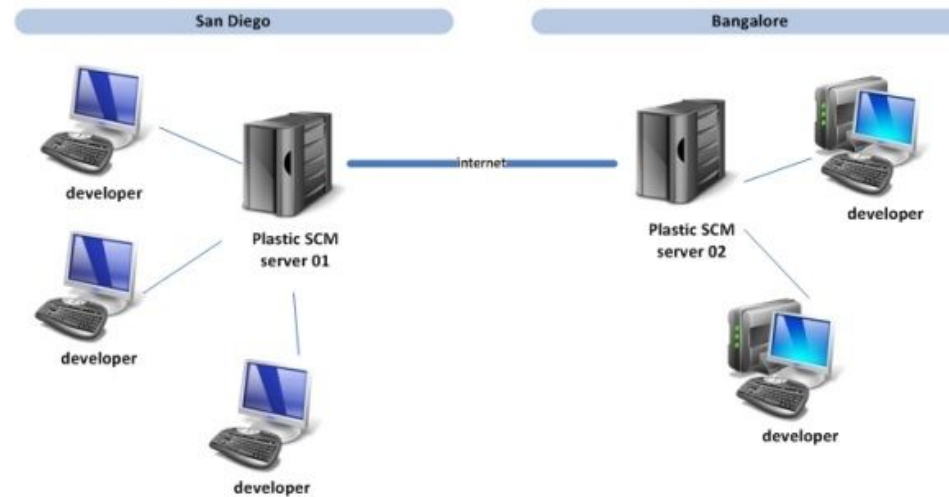 San Diego
Bangalore
developer
internet
developer
Plastic SCM
server 01
Plastic SCM
server 02
developer
developer
developer